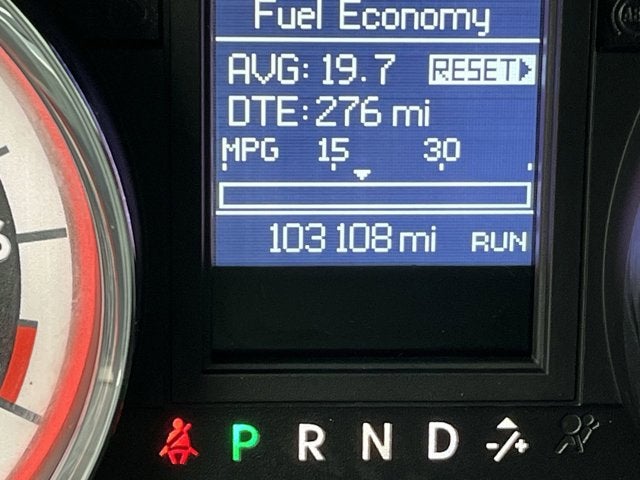 Fuel Economy
AVG: 19.7 RESET
DTE: 276 mi
MPG 15 30
103 108 mi RUN
P R N D -/+